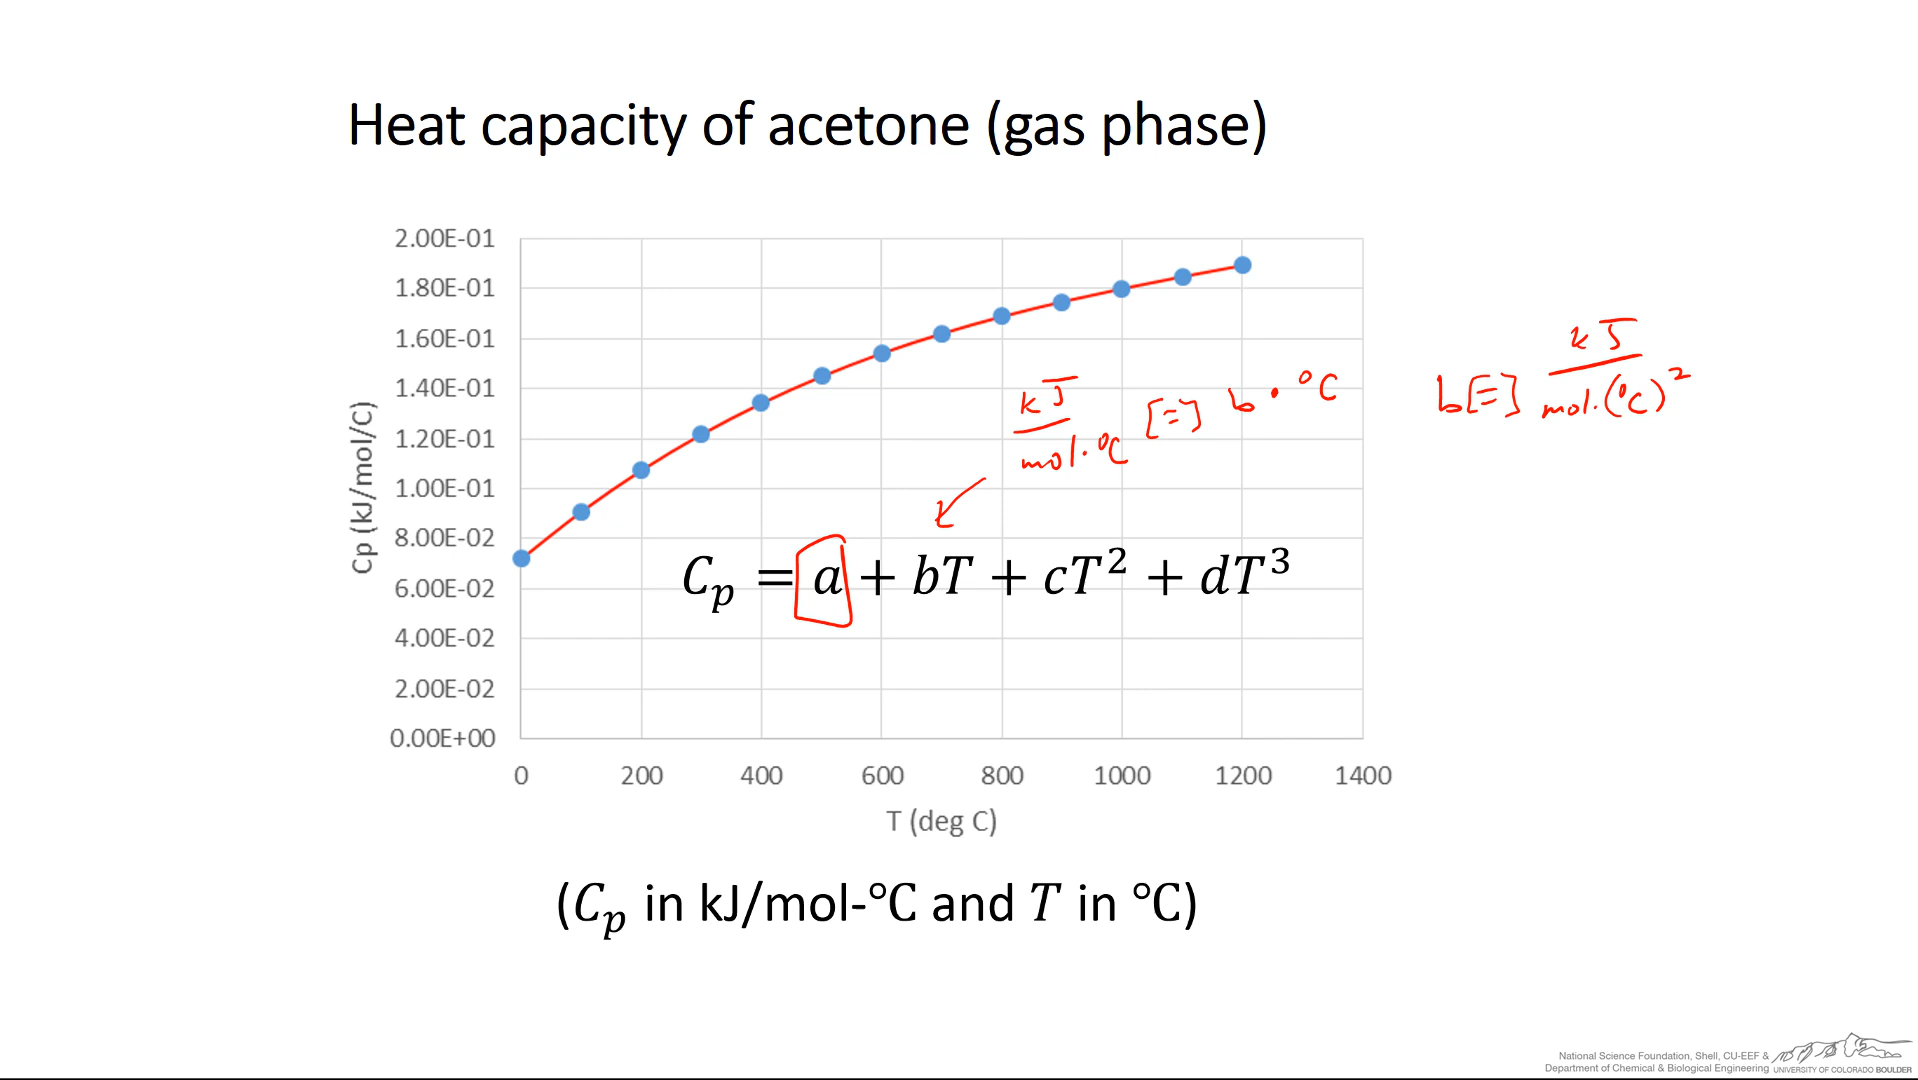 Heat capacity of acetone (gas phase)
2.00E-01
1.80E-01
1.60E-01
1.40E-01
1.20E-01
1.00E-01
8.00E-02
6.00E-02
4.00E-02
2.00E-02
0.00E+00
Cp (kJ/mol/C)
kJ
mol·°C
[=] b·°C
b[=]
kJ
mol·(°C)²
Cₚ = a + bT + cT² + dT³
0 200 400 600 800 1000 1200 1400
T (deg C)
(Cₚ in kJ/mol-°C and T in °C)
National Science Foundation, Shell, CU-EEF &
Department of Chemical & Biological Engineering
UNIVERSITY OF COLORADO BOULDER